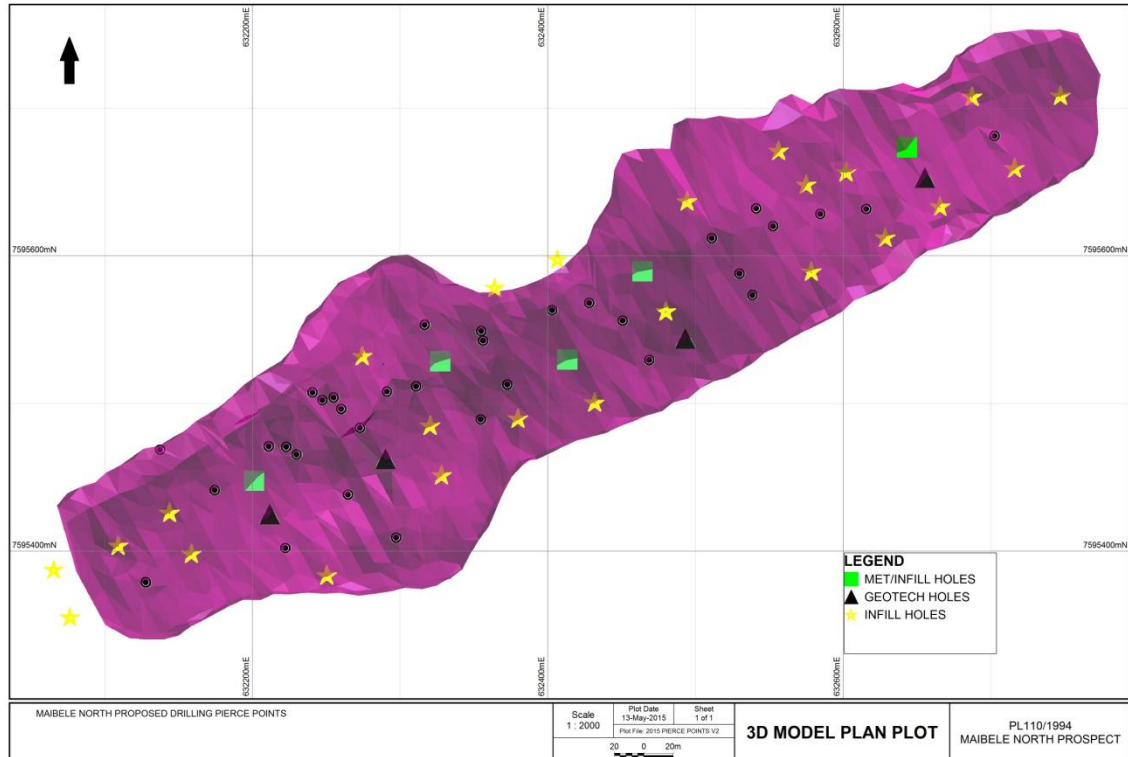 632200mE
632400mE
632600mE
7595600mN
7595600mN
7595400mN
7595400mN
LEGEND
MET/INFILL HOLES
GEOTECH HOLES
INFILL HOLES
632200mE
632400mE
632600mE
MAIBELE NORTH PROPOSED DRILLING PIERCE POINTS
Scale
1 : 2000
Plot Date
13-May-2015
Sheet
1 of 1
Plot File: 2015 PIERCE POINTS V2
20 0 20m
3D MODEL PLAN PLOT
PL110/1994
MAIBELE NORTH PROSPECT